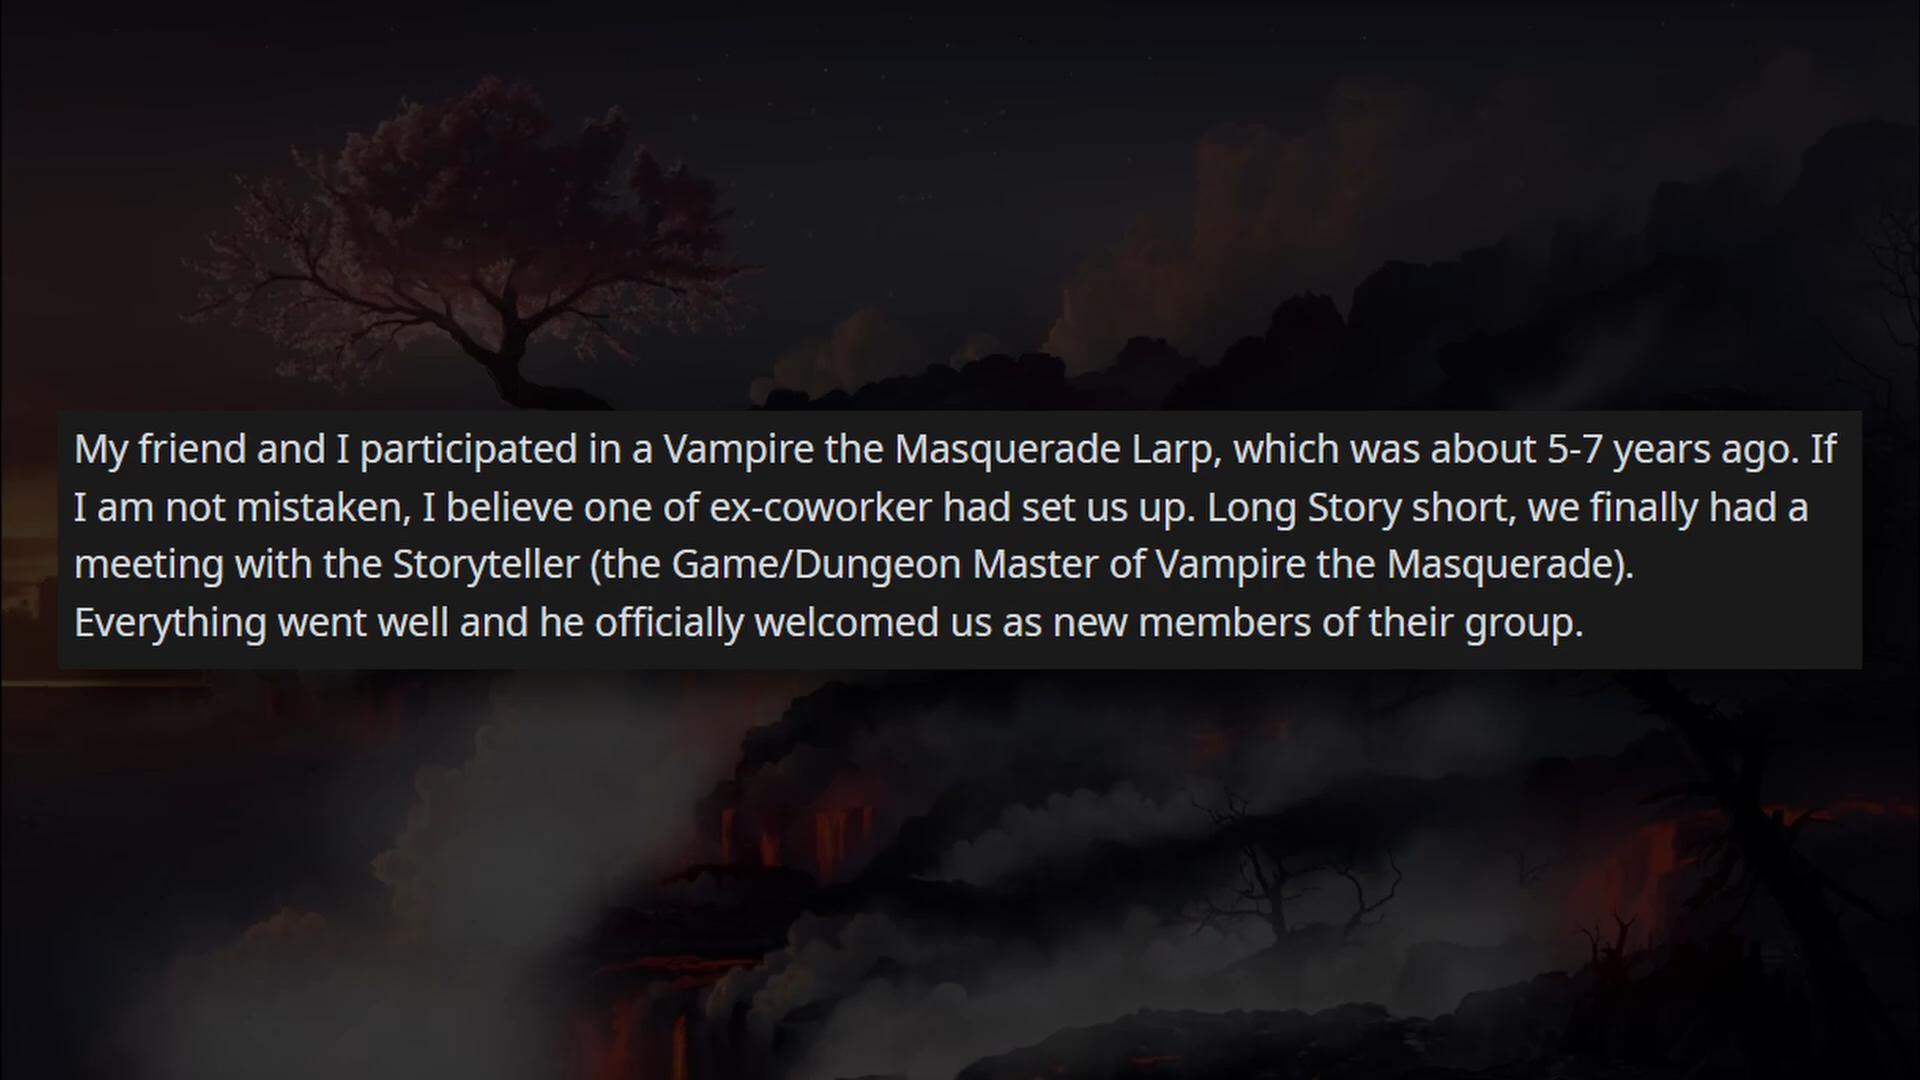 My friend and I participated in a Vampire the Masquerade Larp, which was about 5-7 years ago. If
I am not mistaken, I believe one of ex-coworker had set us up. Long Story short, we finally had a
meeting with the Storyteller (the Game/Dungeon Master of Vampire the Masquerade).
Everything went well and he officially welcomed us as new members of their group.